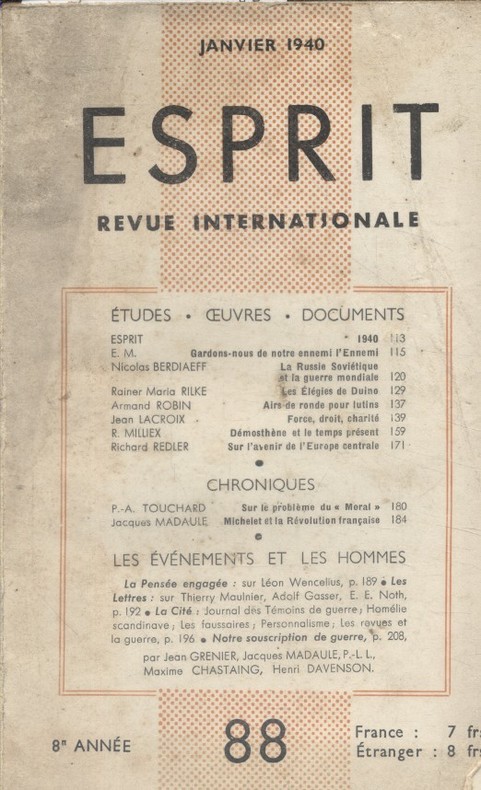 JANVIER 1940
ESPRIT
REVUE INTERNATIONALE
ÉTUDES • ŒUVRES • DOCUMENTS
ESPRIT 1940 113
E. M. Gardons-nous de notre ennemi l'Ennemi 115
Nicolas BERDIAEFF La Russie Soviétique
et la guerre mondiale 120
Rainer Maria RILKE Les Élégies de Duino 129
Armand ROBIN Airs de ronde pour lutins 137
Jean LACROIX Force, droit, charité 139
R. MILLIEX Démosthène et le temps présent 159
Richard REDLER Sur l'avenir de l'Europe centrale 171
CHRONIQUES
P.-A. TOUCHARD Sur le problème du « Moral » 180
Jacques MADAULE Michelet et la Révolution française 184
LES ÉVÉNEMENTS ET LES HOMMES
La Pensée engagée : sur Léon Wencelius, p. 189 • Les
Lettres : sur Thierry Maulnier, Adolf Gasser, E. E. Noth,
p. 192 • La Cité : Journal des Témoins de guerre ; Homélie
scandinave ; Les faussaires ; Personnalisme ; Les revues et
la guerre, p. 196 • Notre souscription de guerre, p. 208,
par Jean GRENIER, Jacques MADAULE, P.-L. L.,
Maxime CHASTAING, Henri DAVENSON.
8e ANNÉE
88
France : 7 frs
Étranger : 8 frs